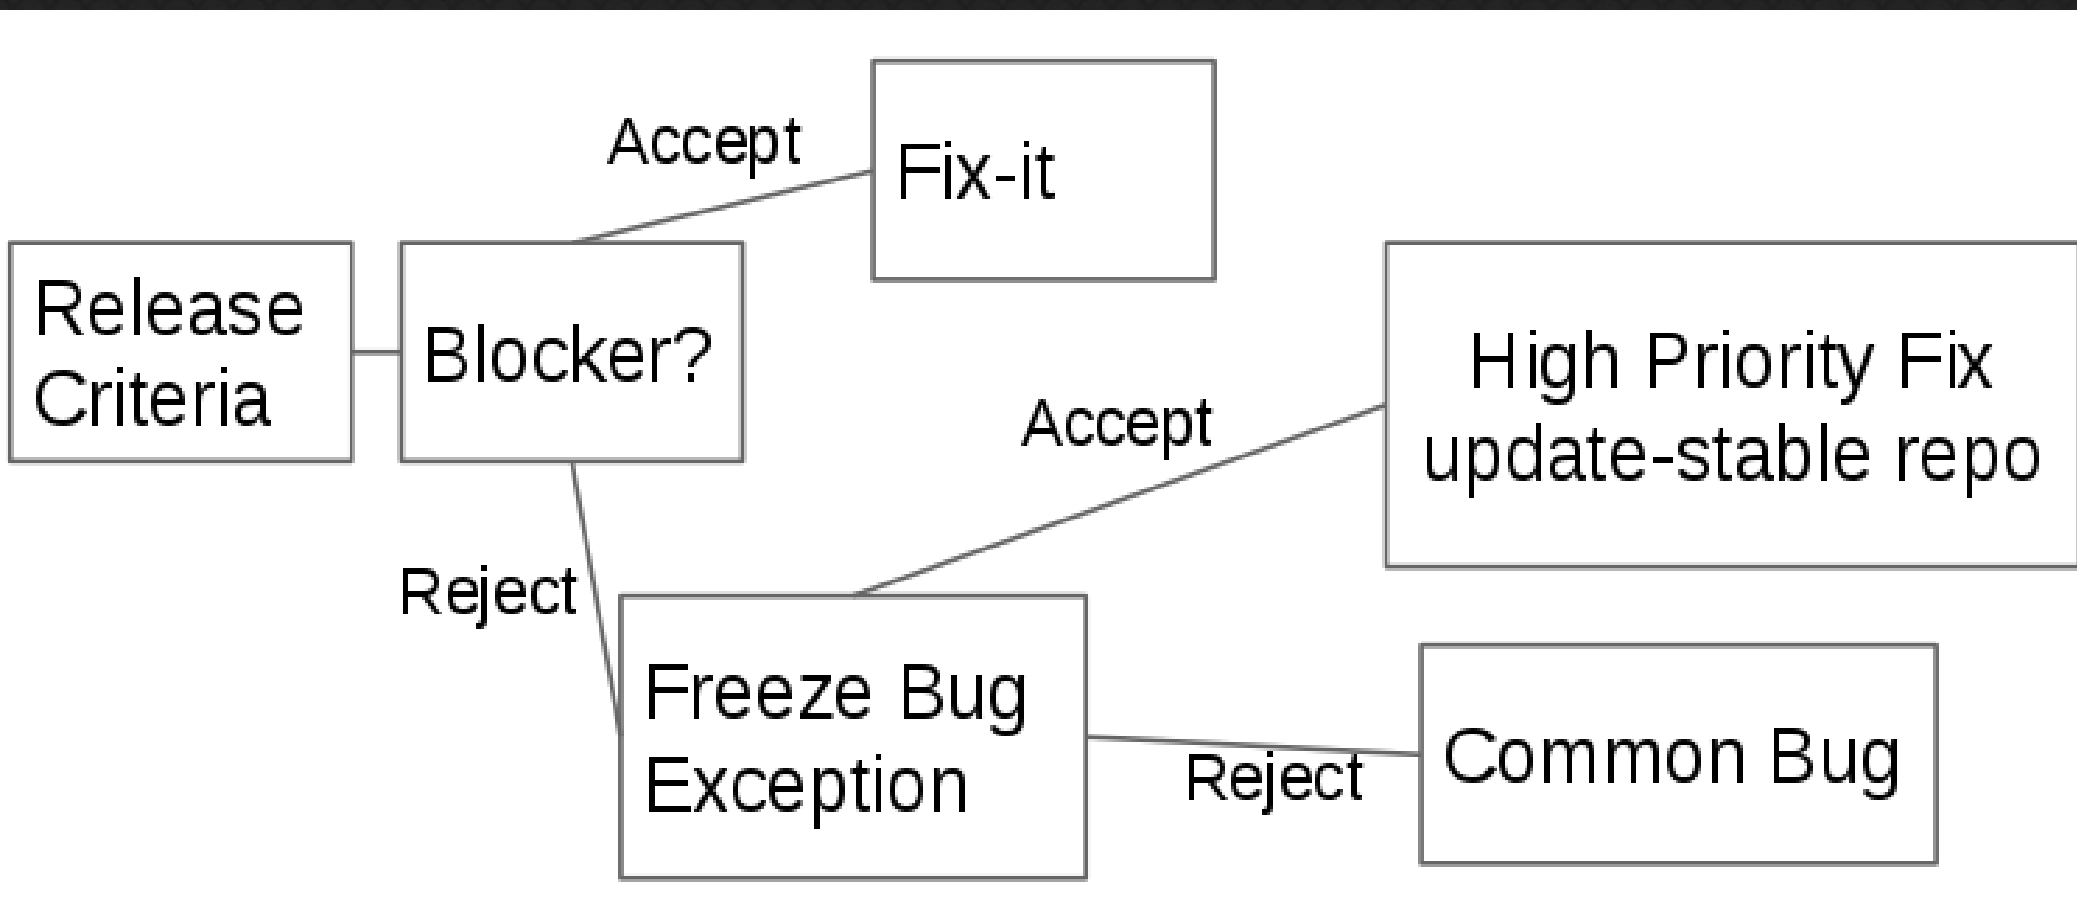 Accept
Fix-it
Release
Criteria
Blocker?
High Priority Fix
update-stable repo
Accept
Reject
Freeze Bug
Exception
Reject
Common Bug